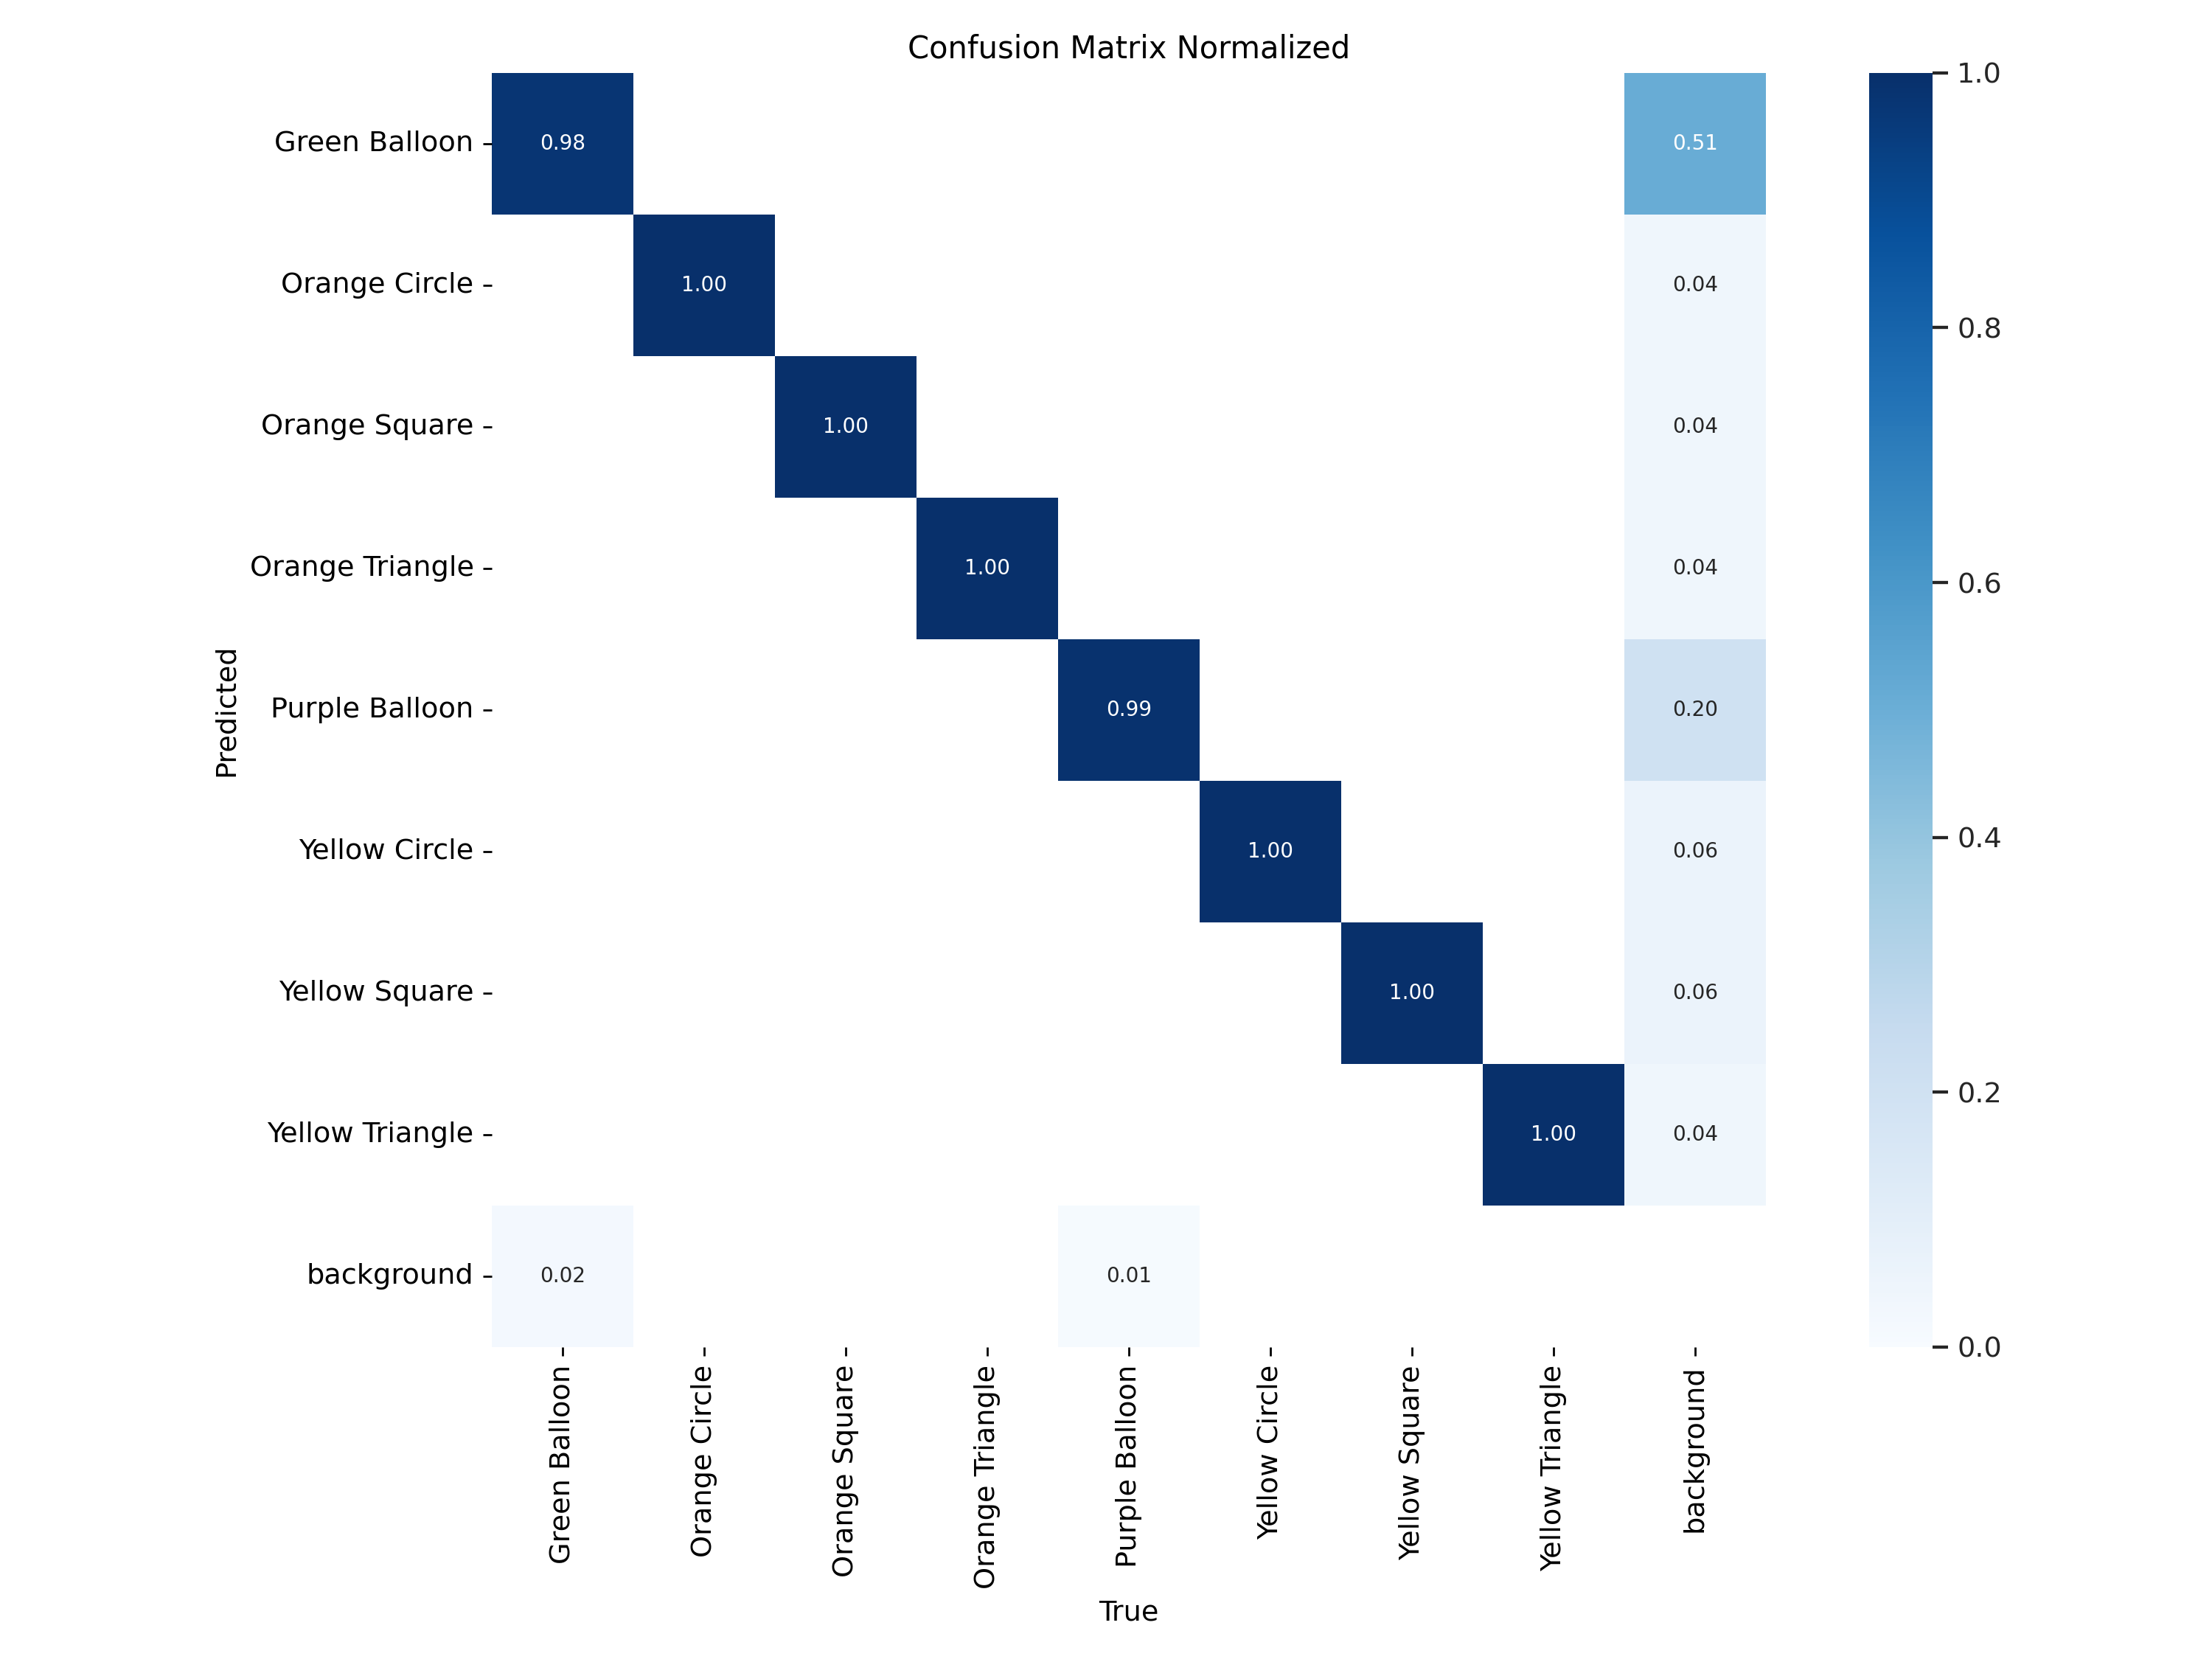 Confusion Matrix Normalized
Green Balloon
0.98
0.51
Orange Circle
1.00
0.04
Orange Square
1.00
0.04
Orange Triangle
1.00
0.04
Purple Balloon
0.99
0.20
Yellow Circle
1.00
0.06
Yellow Square
1.00
0.06
Yellow Triangle
1.00
0.04
background
0.02
0.01
Predicted
Green Balloon
Orange Circle
Orange Square
Orange Triangle
Purple Balloon
Yellow Circle
Yellow Square
Yellow Triangle
background
True
1.0
0.8
0.6
0.4
0.2
0.0